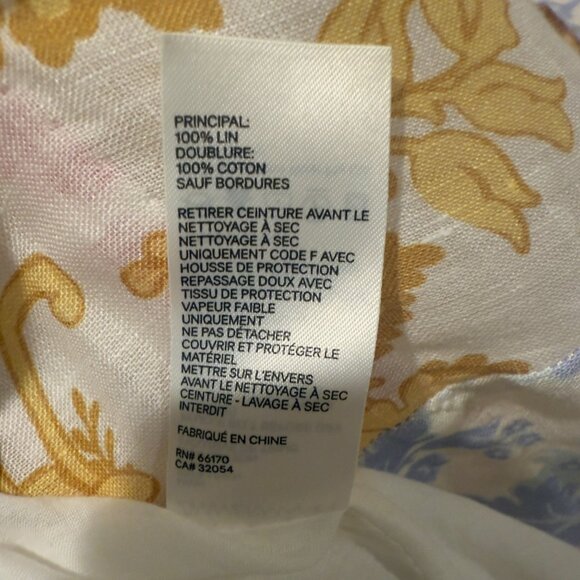 PRINCIPAL:
100% LIN
DOUBLURE:
100% COTON
SAUF BORDURES
RETIRER CEINTURE AVANT LE
NETTOYAGE À SEC
NETTOYAGE À SEC
UNIQUEMENT CODE F AVEC
HOUSSE DE PROTECTION
REPASSAGE DOUX AVEC
TISSU DE PROTECTION
VAPEUR FAIBLE
UNIQUEMENT
NE PAS DÉTACHER
COUVRIR ET PROTÉGER LE
MATÉRIEL
METTRE SUR L'ENVERS
AVANT LE NETTOYAGE À SEC
CEINTURE - LAVAGE À SEC
INTERDIT
FABRIQUÉ EN CHINE
RN# 66170
CA# 32054